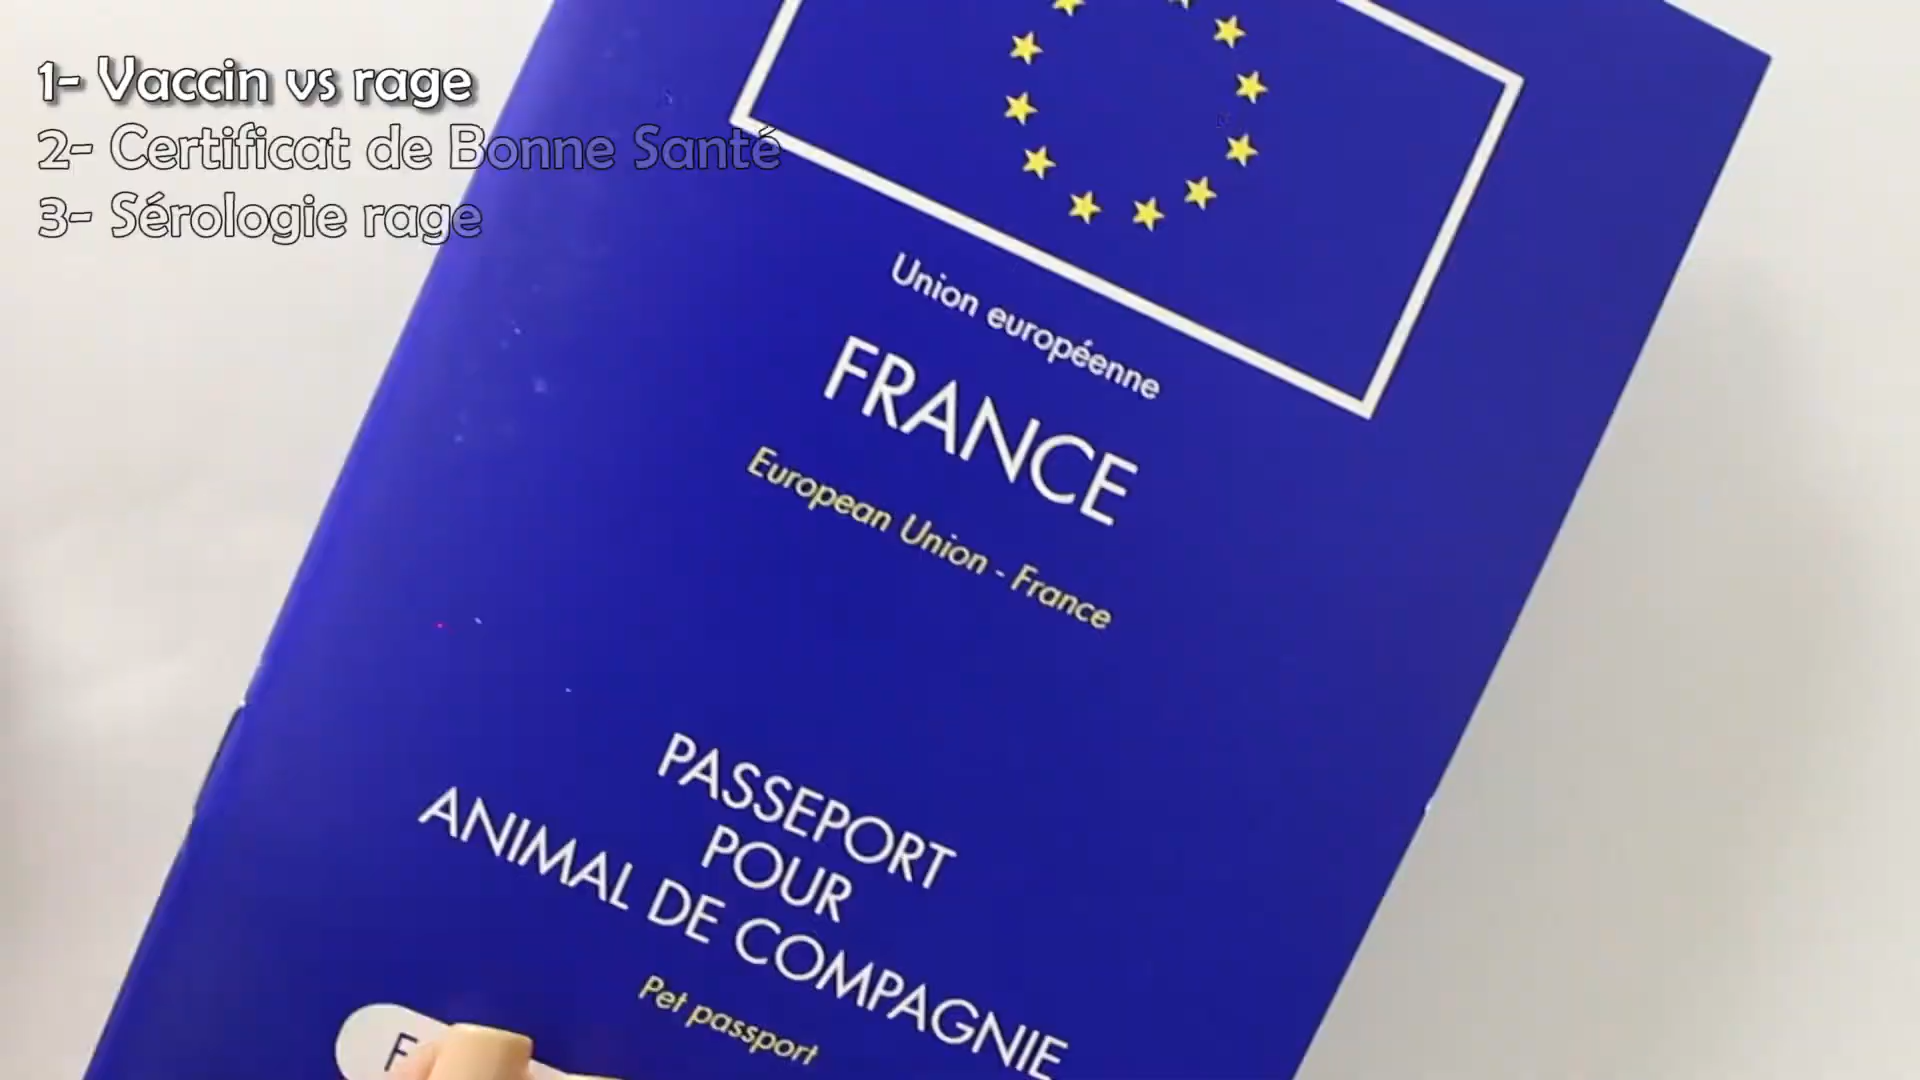 1- Vaccin vs rage
2- Certificat de Bonne Santé
3- Sérologie rage
Union européenne
FRANCE
European Union - France
PASSEPORT
POUR
ANIMAL DE COMPAGNIE
Pet passport
F